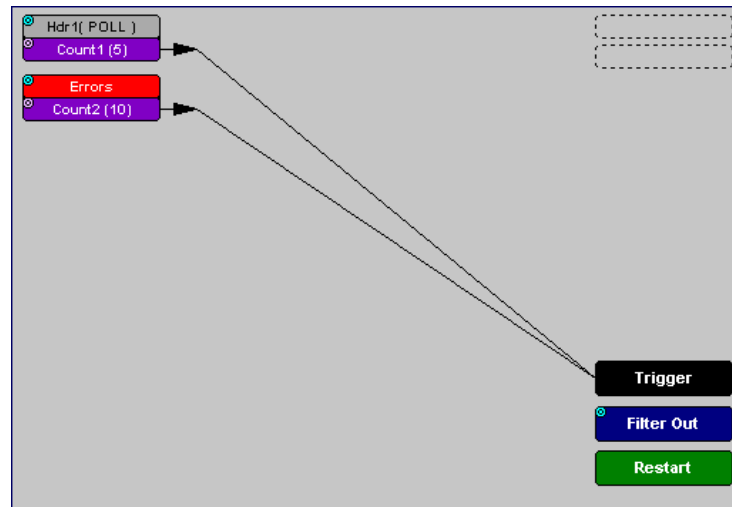 Hdr1( POLL )
Count1 (5)
Errors
Count2 (10)
Trigger
Filter Out
Restart